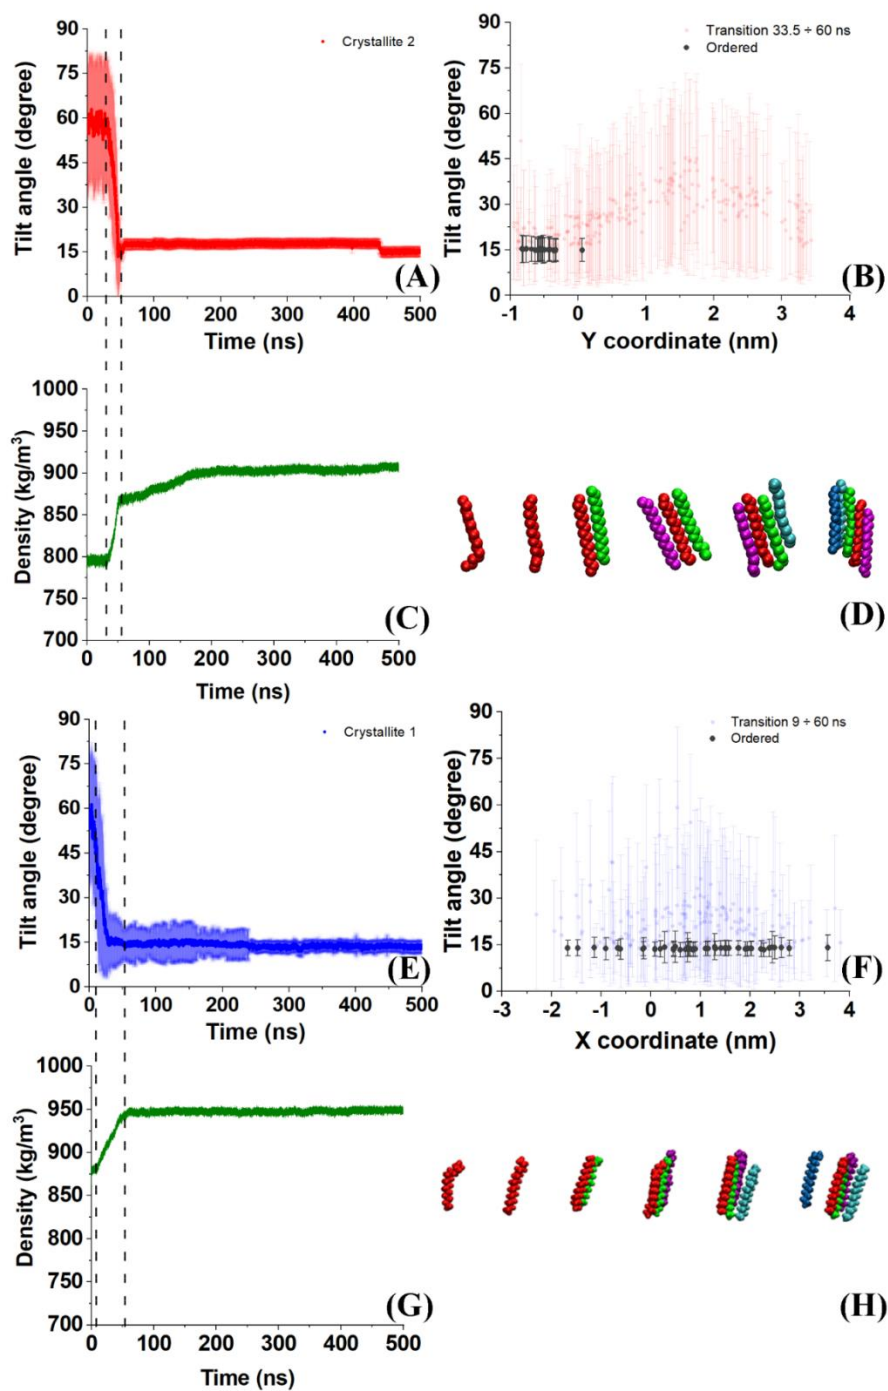 90
75
60
45
30
15
0
Tilt angle (degree)
Crystallite 2
(A)
0 100 200 300 400 500
Time (ns)
90
75
60
45
30
15
0
Tilt angle (degree)
Transition 33.5 ÷ 60 ns
Ordered
(B)
-1 0 1 2 3 4
Y coordinate (nm)
1000
950
900
850
800
750
700
Density (kg/m³)
(C)
0 100 200 300 400 500
Time (ns)
(D)
90
75
60
45
30
15
0
Tilt angle (degree)
Crystallite 1
(E)
0 100 200 300 400 500
Time (ns)
90
75
60
45
30
15
0
Tilt angle (degree)
Transition 9 ÷ 60 ns
Ordered
(F)
-3 -2 -1 0 1 2 3 4
X coordinate (nm)
1000
950
900
850
800
750
700
Density (kg/m³)
(G)
0 100 200 300 400 500
Time (ns)
(H)